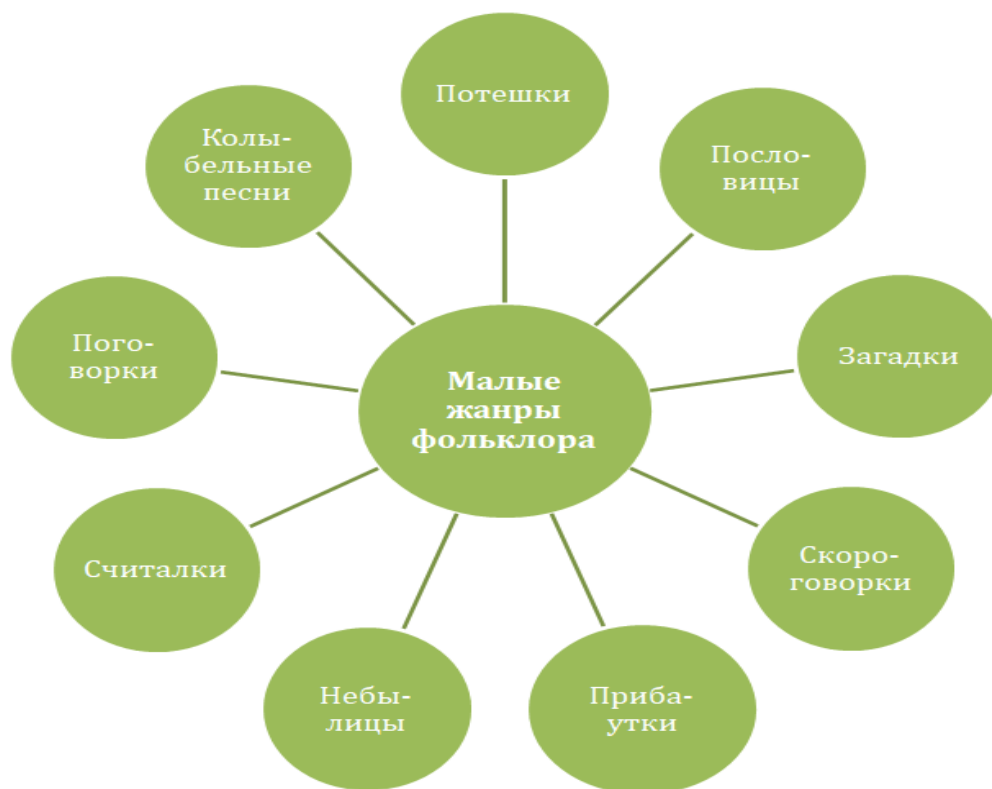 Потешки
Посло-
вицы
Загадки
Скоро-
говорки
Приба-
утки
Небы-
лицы
Считалки
Пого-
ворки
Колы-
бельные
песни
Малые
жанры
фольклора